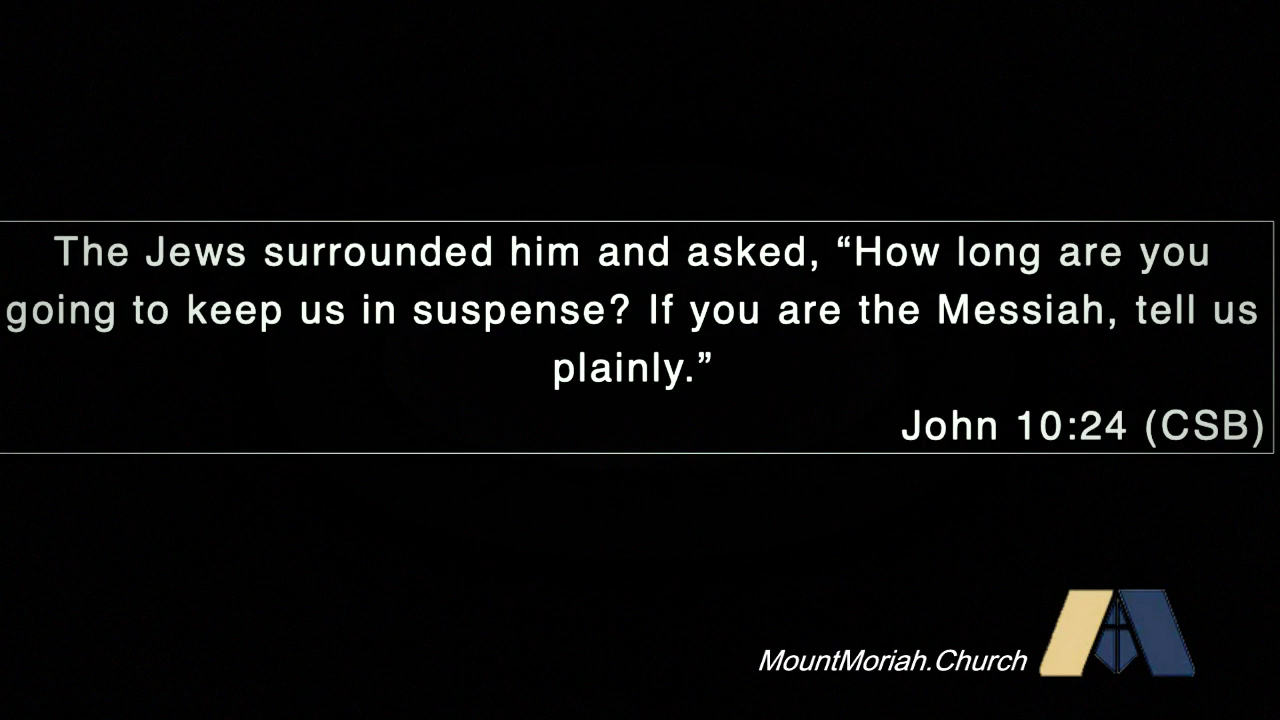 The Jews surrounded him and asked, “How long are you
going to keep us in suspense? If you are the Messiah, tell us
plainly.”
John 10:24 (CSB)
MountMoriah.Church